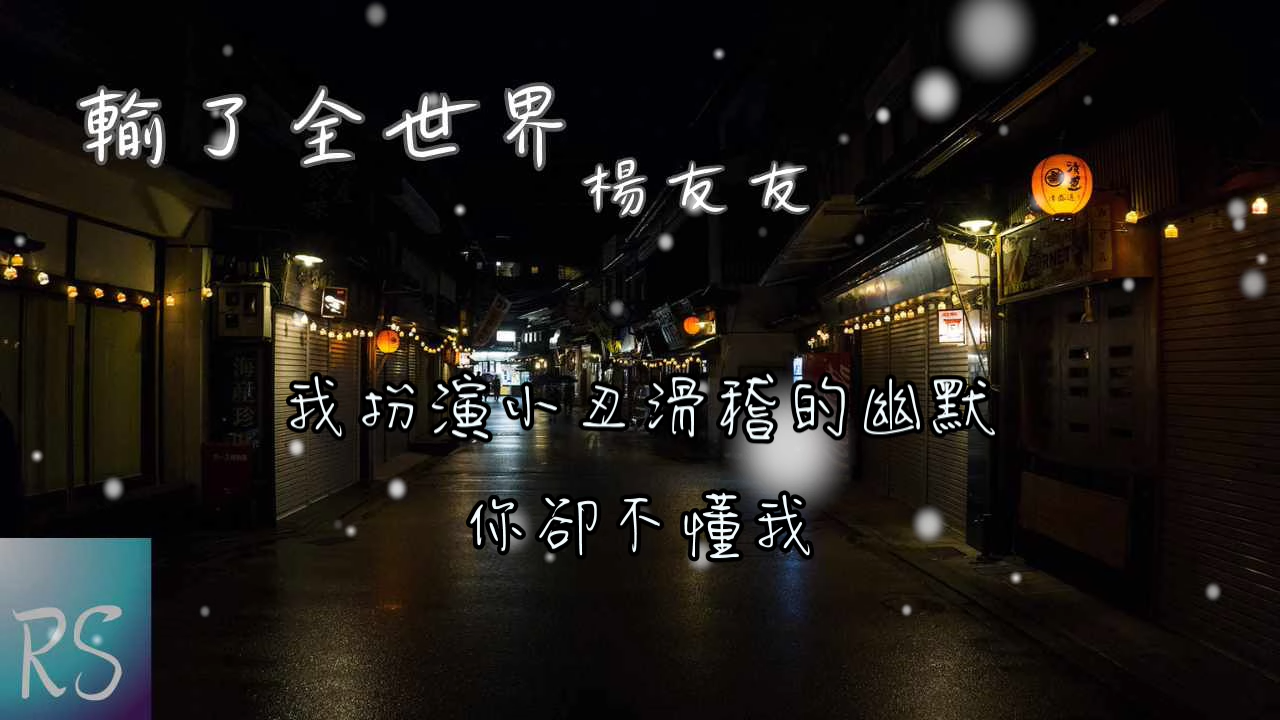 輸了全世界
楊友友
我扮演小丑滑稽的幽默
你卻不懂我
RS